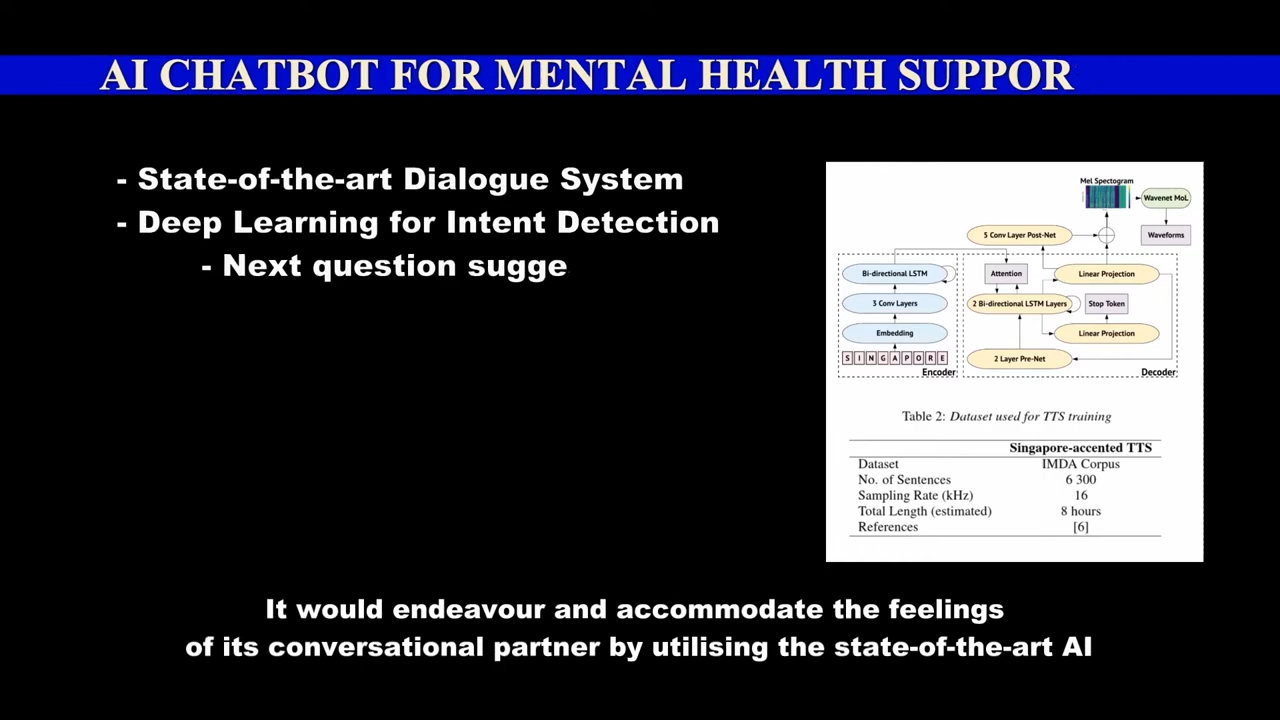 AI CHATBOT FOR MENTAL HEALTH SUPPOR
- State-of-the-art Dialogue System
- Deep Learning for Intent Detection
- Next question sugge
Mel Spectrogram
Wavenet MoL
5 Conv Layer Post-Net
Waveforms
Bi-directional LSTM
Attention
Linear Projection
3 Conv Layers
2 Bi-directional LSTM Layers
Stop Token
Embedding
Linear Projection
S I N G A P O R E
2 Layer Pre-Net
Encoder
Decoder
Table 2: Dataset used for TTS training
Singapore-accented TTS
Dataset IMDA Corpus
No. of Sentences 6 300
Sampling Rate (kHz) 16
Total Length (estimated) 8 hours
References [6]
It would endeavour and accommodate the feelings
of its conversational partner by utilising the state-of-the-art AI